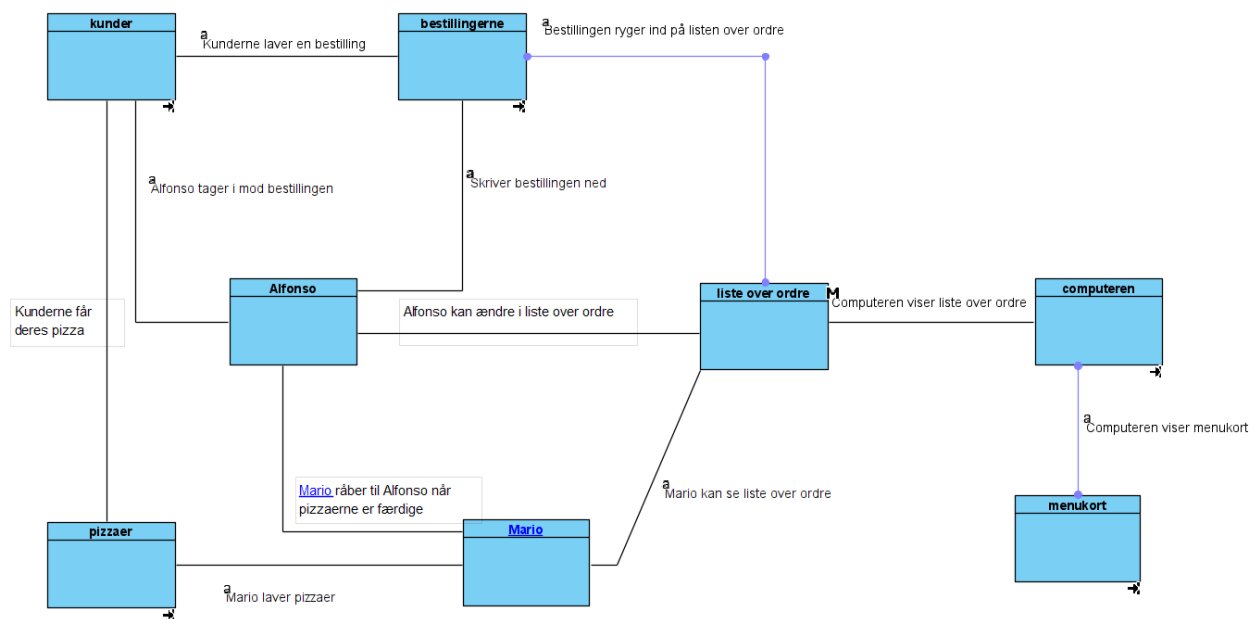 kunder
bestillingerne
a
Kunderne laver en bestilling
a
Bestillingen ryger ind på listen over ordre
a
Alfonso tager i mod bestillingen
a
Skriver bestillingen ned
Alfonso
liste over ordre
M
Computeren viser liste over ordre
computeren
Kunderne får
deres pizza
Alfonso kan ændre i liste over ordre
a
Computeren viser menukort
Mario råber til Alfonso når
pizzaerne er færdige
a
Mario kan se liste over ordre
menukort
pizzaer
Mario
a
Mario laver pizzaer